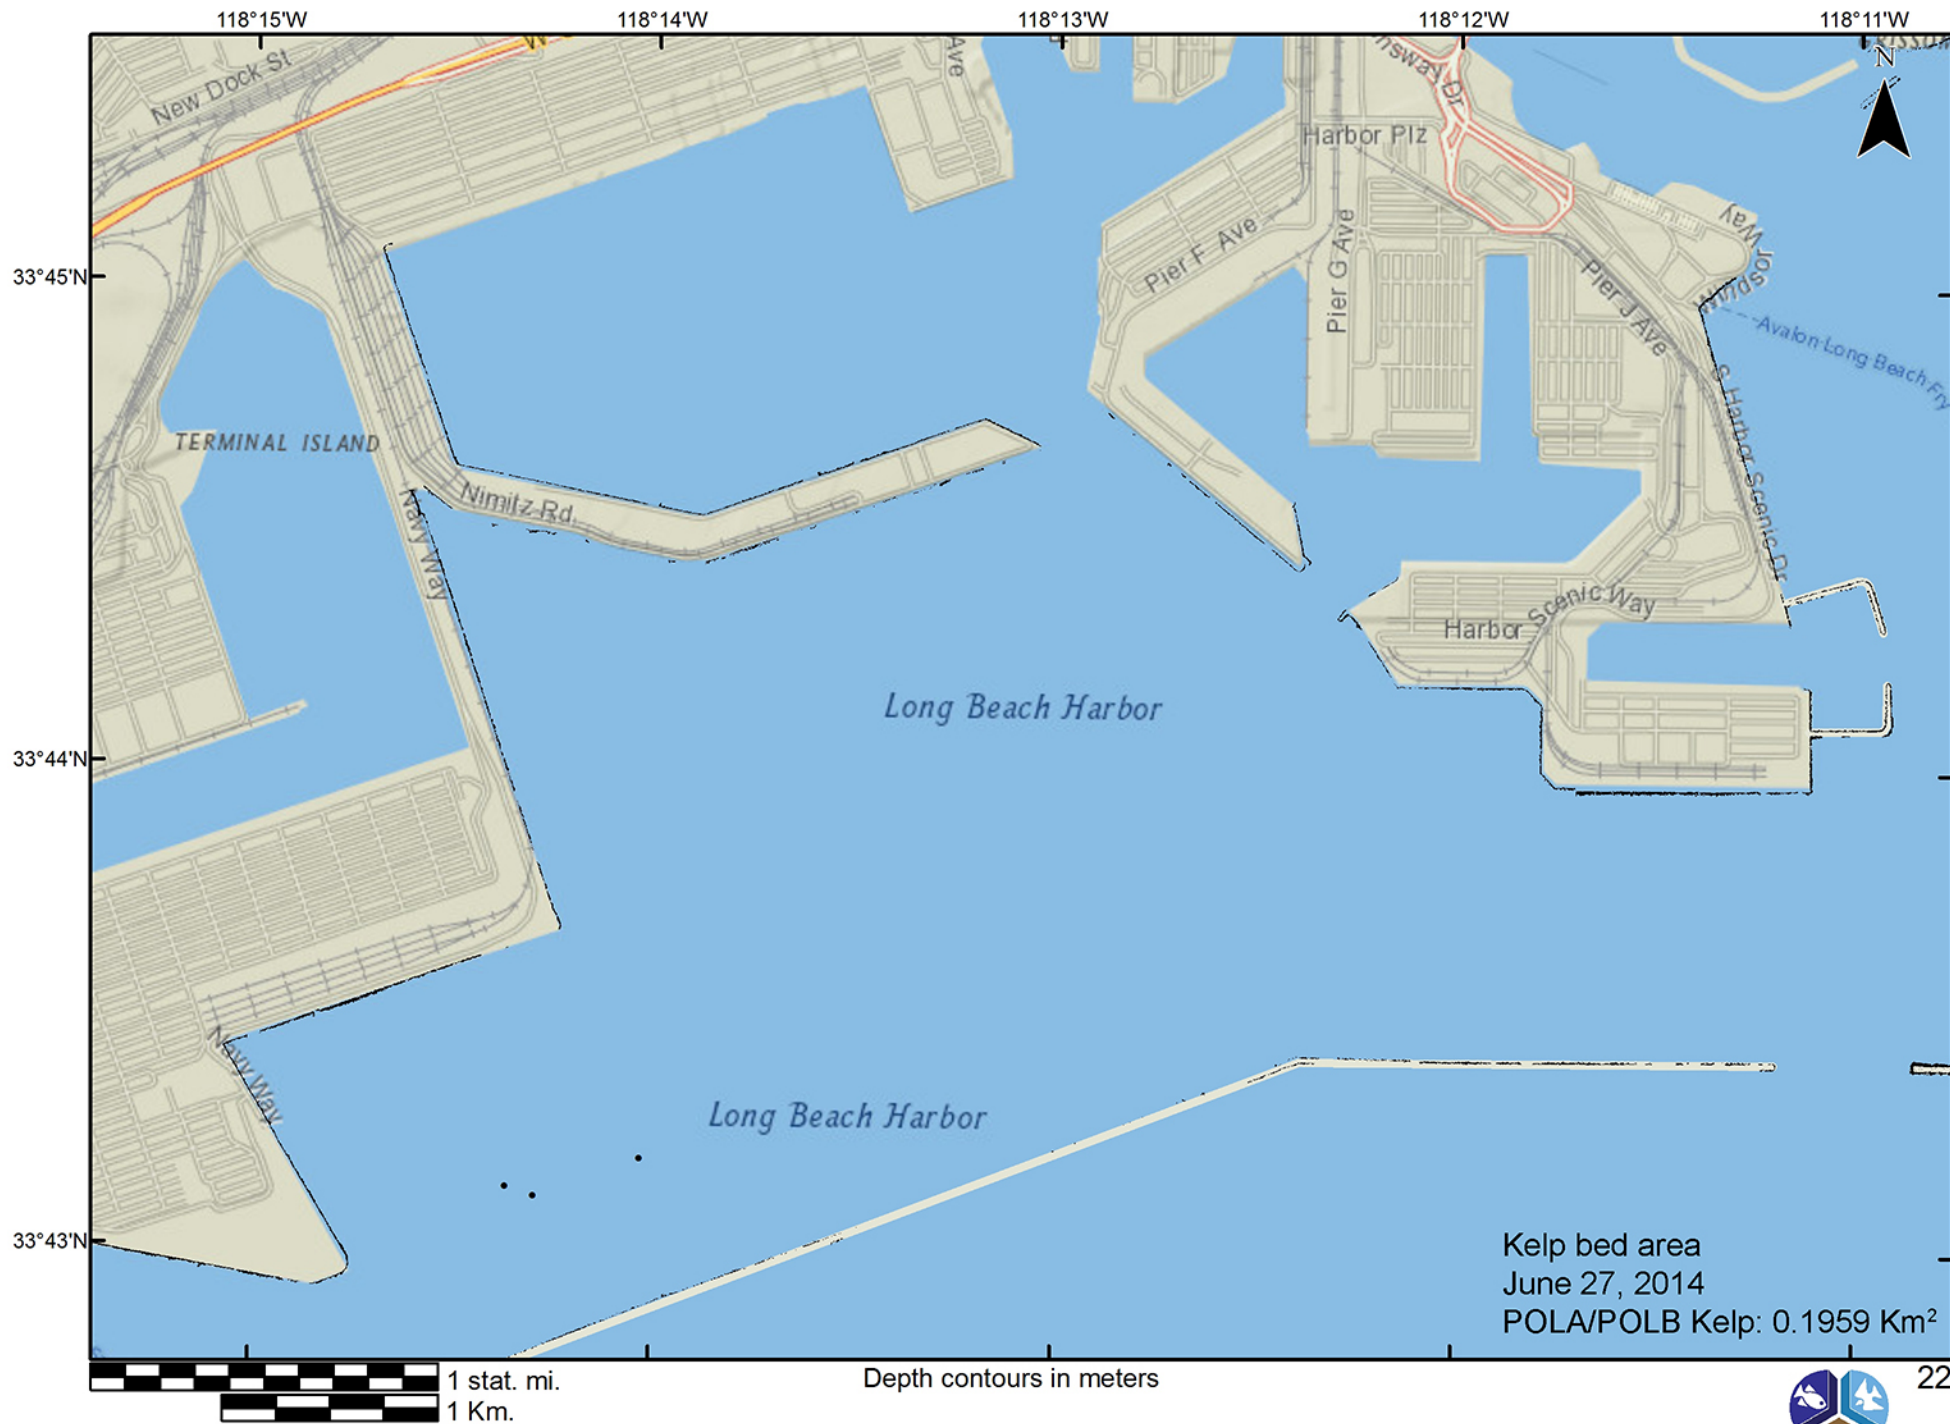 118°15'W 118°14'W 118°13'W 118°12'W 118°11'W
N
New Dock St
W
Ave
Harbor Plz
Pier F Ave
Pier G Ave
Pier J Ave
Windsor Way
33°45'N
Avalon Long Beach Fry
S Harbor Scenic Dr
TERMINAL ISLAND
Nimitz Rd
Navy Way
Harbor Scenic Way
Long Beach Harbor
33°44'N
Navy Way
Long Beach Harbor
33°43'N
Kelp bed area
June 27, 2014
POLA/POLB Kelp: 0.1959 Km²
1 stat. mi.
1 Km.
Depth contours in meters
22